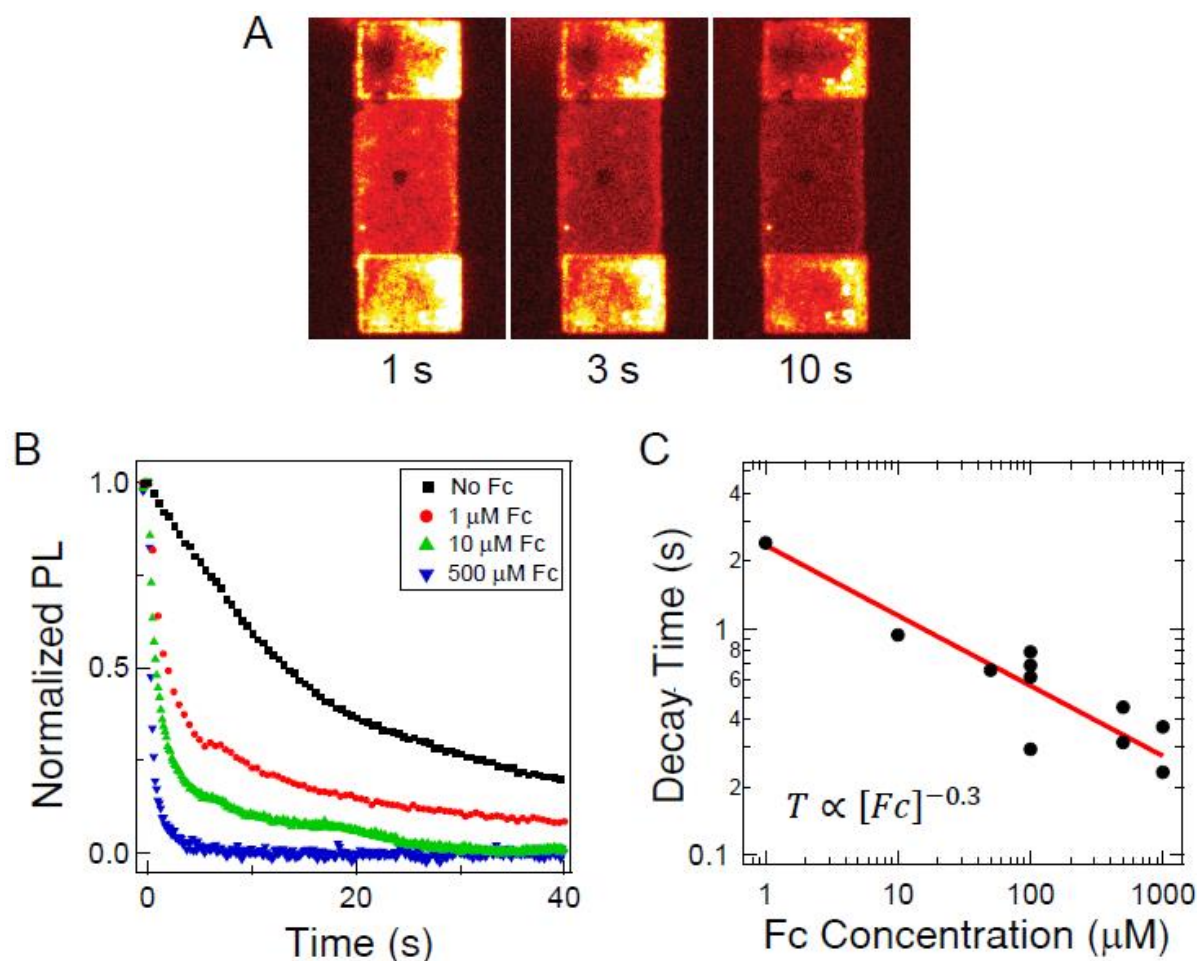 A
1 s
3 s
10 s
B
Normalized PL
1.0
0.5
0.0
0
20
40
Time (s)
No Fc
1 μM Fc
10 μM Fc
500 μM Fc
C
Decay Time (s)
4
2
1
8
6
4
2
0.1
1
10
100
1000
Fc Concentration (μM)
T ∝ [Fc]⁻⁰·³